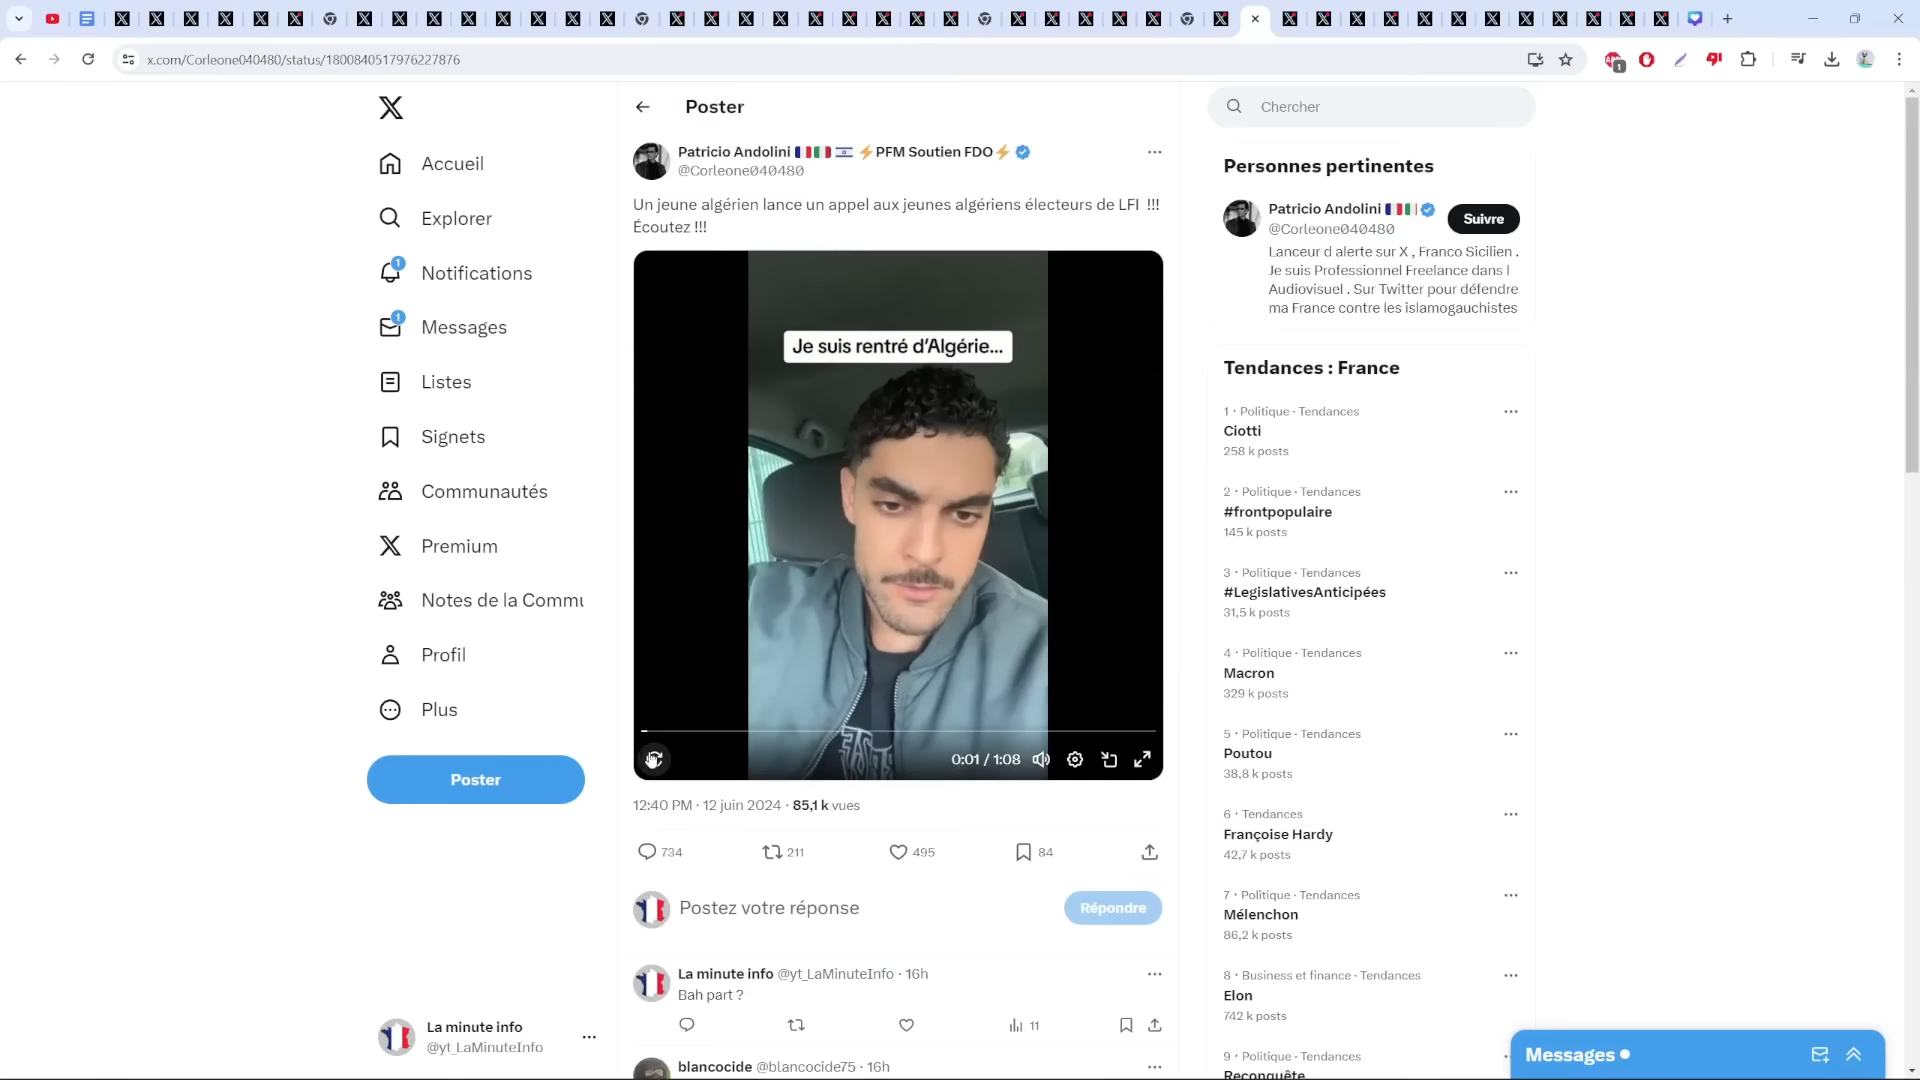 x.com/Corleone040480/status/1800840517976227876
1
Accueil
Explorer
1
Notifications
1
Messages
Listes
Signets
Communautés
Premium
Notes de la Commu
Profil
Plus
Poster
La minute info
@yt_LaMinuteInfo
Poster
Patricio Andolini PFM Soutien FDO
@Corleone040480
Un jeune algérien lance un appel aux jeunes algériens électeurs de LFI !!!
Écoutez !!!
Je suis rentré d'Algérie...
0:01 / 1:08
12:40 PM · 12 juin 2024 · 85,1 k vues
734 211 495 84
Postez votre réponse
Répondre
La minute info @yt_LaMinuteInfo · 16h
Bah part ?
11
blancocide @blancocide75 · 16h
Chercher
Personnes pertinentes
Patricio Andolini
@Corleone040480
Suivre
Lanceur d alerte sur X , Franco Sicilien .
Je suis Professionnel Freelance dans l
Audiovisuel . Sur Twitter pour défendre
ma France contre les islamogauchistes
Tendances : France
1 · Politique · Tendances
Ciotti
258 k posts
2 · Politique · Tendances
#frontpopulaire
145 k posts
3 · Politique · Tendances
#LegislativesAnticipées
31,5 k posts
4 · Politique · Tendances
Macron
329 k posts
5 · Politique · Tendances
Poutou
38,8 k posts
6 · Tendances
Françoise Hardy
42,7 k posts
7 · Politique · Tendances
Mélenchon
86,2 k posts
8 · Business et finance · Tendances
Elon
742 k posts
9 · Politique · Tendances
Reconquête
Messages